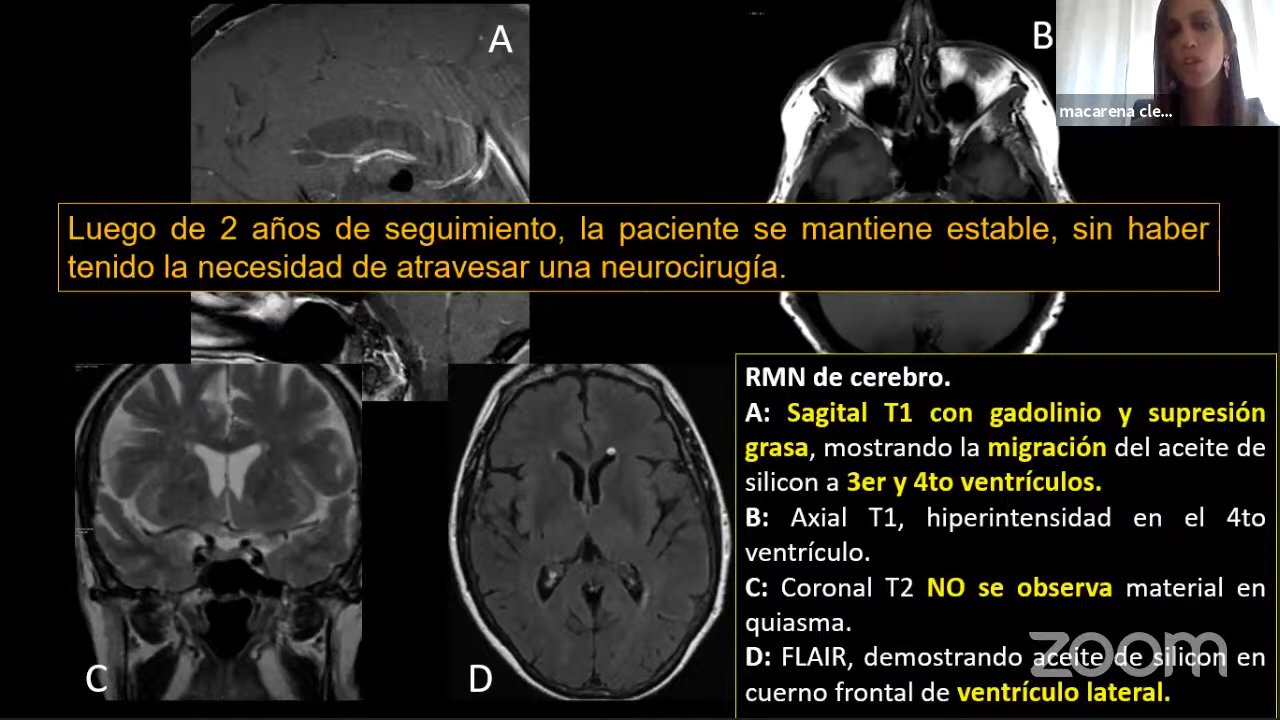 A
B
macarena cle...
Luego de 2 años de seguimiento, la paciente se mantiene estable, sin haber
tenido la necesidad de atravesar una neurocirugía.
RMN de cerebro.
A: Sagital T1 con gadolinio y supresión
grasa, mostrando la migración del aceite de
silicon a 3er y 4to ventrículos.
B: Axial T1, hiperintensidad en el 4to
ventrículo.
C: Coronal T2 NO se observa material en
quiasma.
D: FLAIR, demostrando aceite de silicon en
cuerno frontal de ventrículo lateral.
zoom
C
D